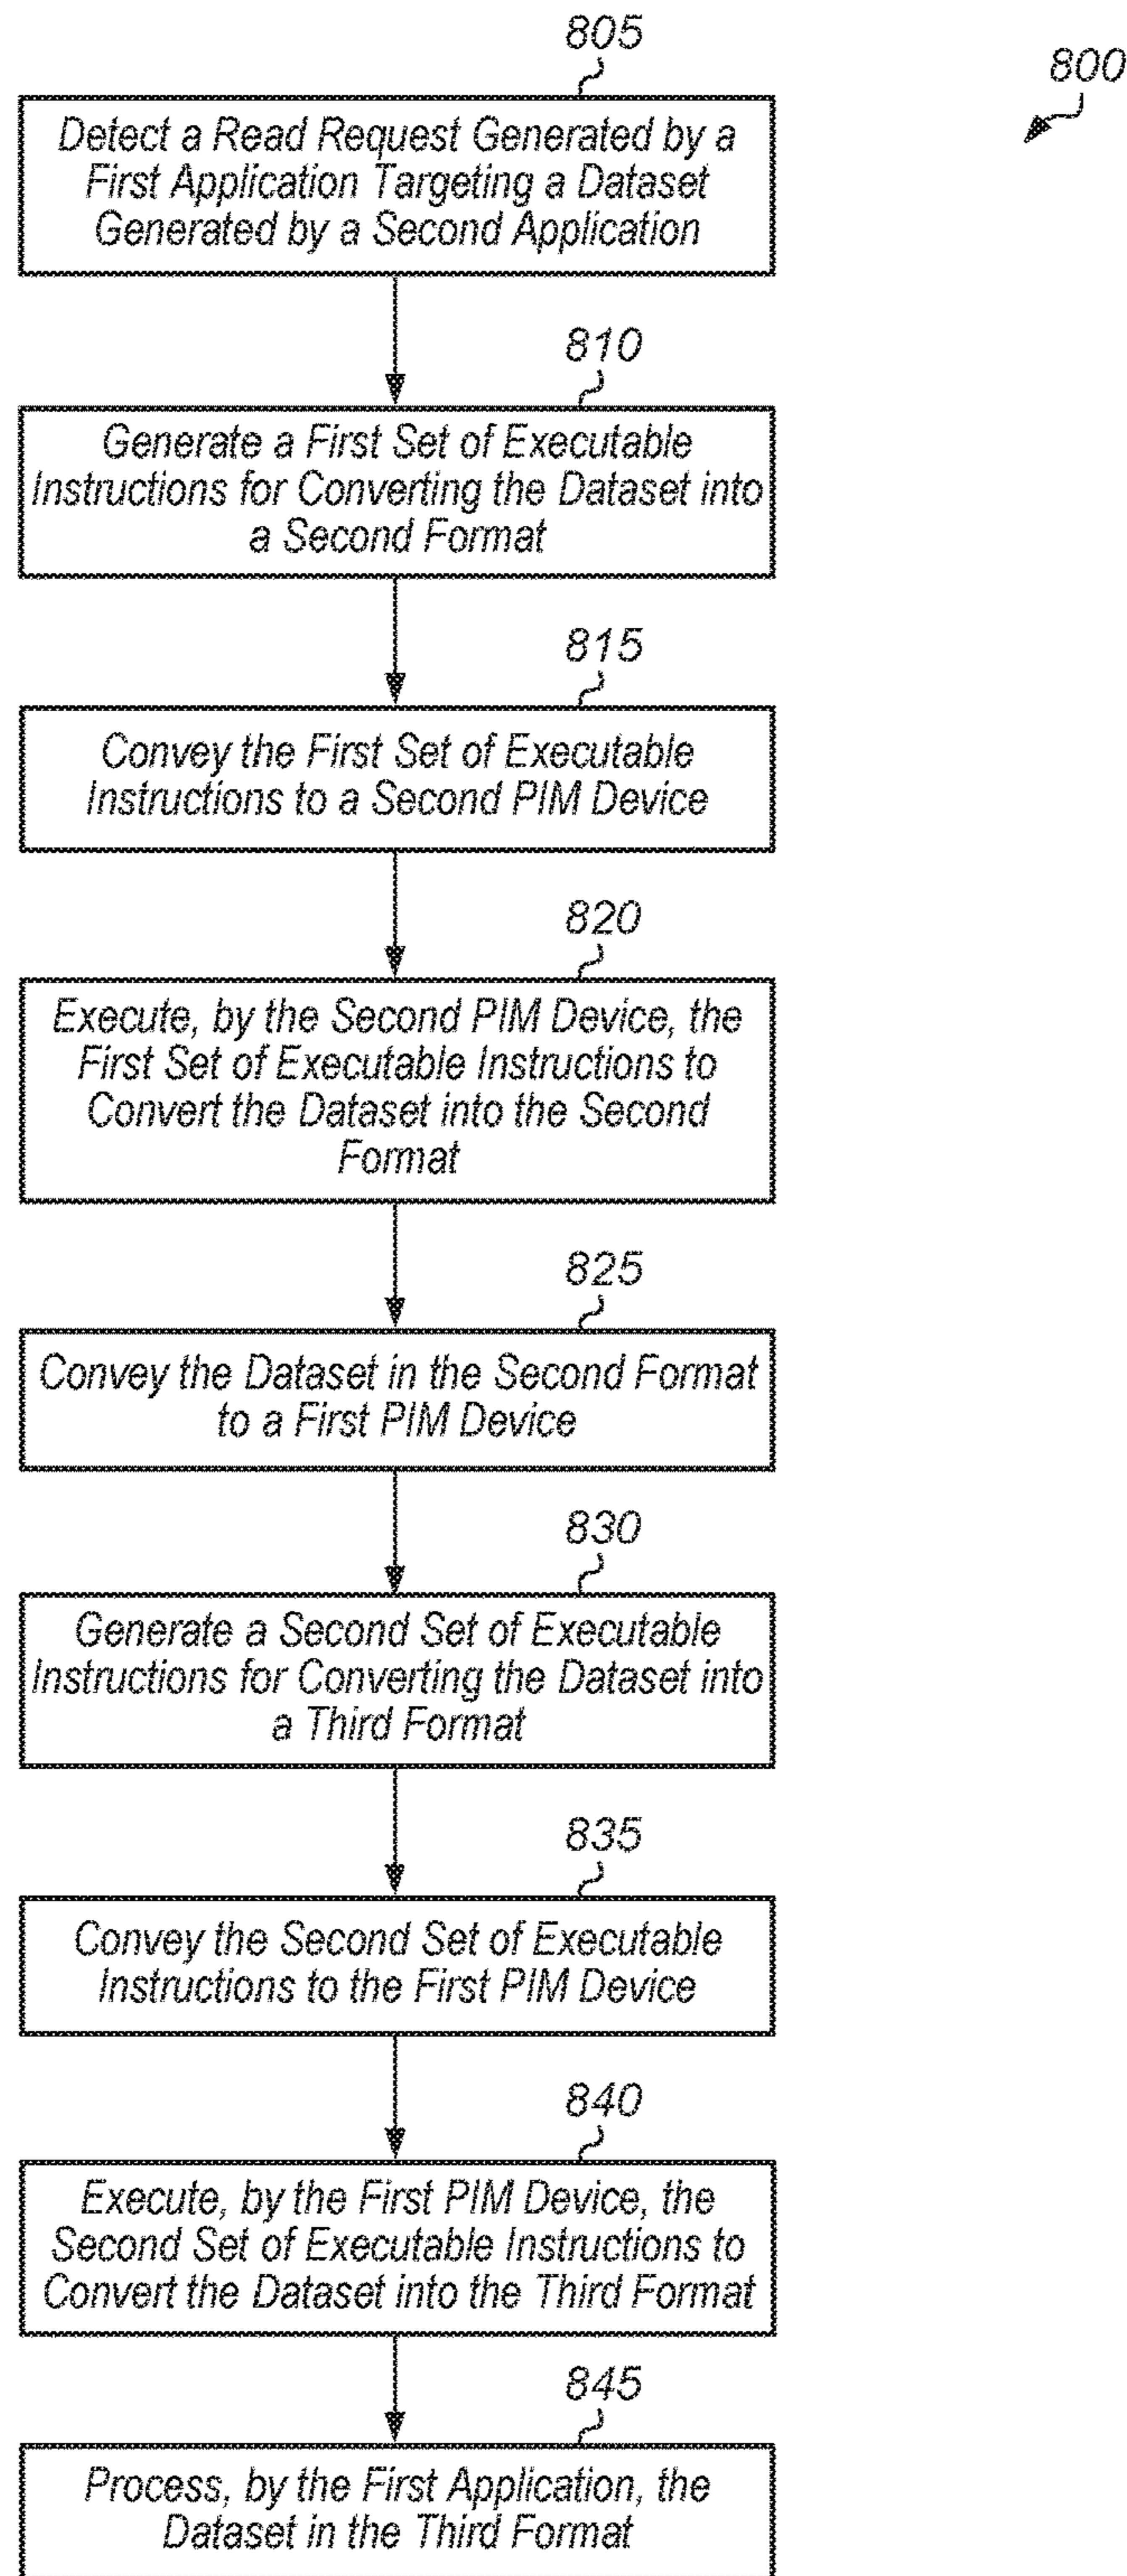 805
800
Detect a Read Request Generated by a
First Application Targeting a Dataset
Generated by a Second Application
810
Generate a First Set of Executable
Instructions for Converting the Dataset into
a Second Format
815
Convey the First Set of Executable
Instructions to a Second PIM Device
820
Execute, by the Second PIM Device, the
First Set of Executable Instructions to
Convert the Dataset into the Second
Format
825
Convey the Dataset in the Second Format
to a First PIM Device
830
Generate a Second Set of Executable
Instructions for Converting the Dataset into
a Third Format
835
Convey the Second Set of Executable
Instructions to the First PIM Device
840
Execute, by the First PIM Device, the
Second Set of Executable Instructions to
Convert the Dataset into the Third Format
845
Process, by the First Application, the
Dataset in the Third Format